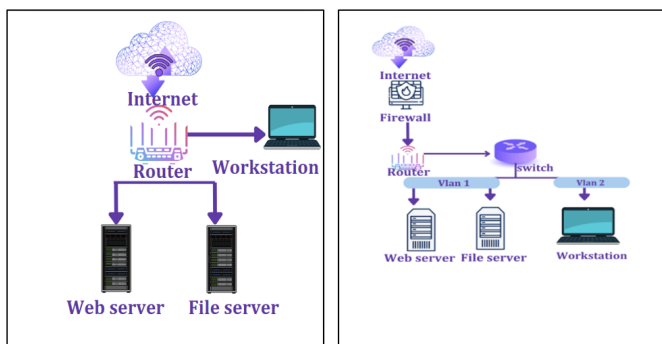 Internet
Router
Workstation
Web server
File server
Internet
Firewall
Router
switch
Vlan 1
Vlan 2
Web server
File server
Workstation